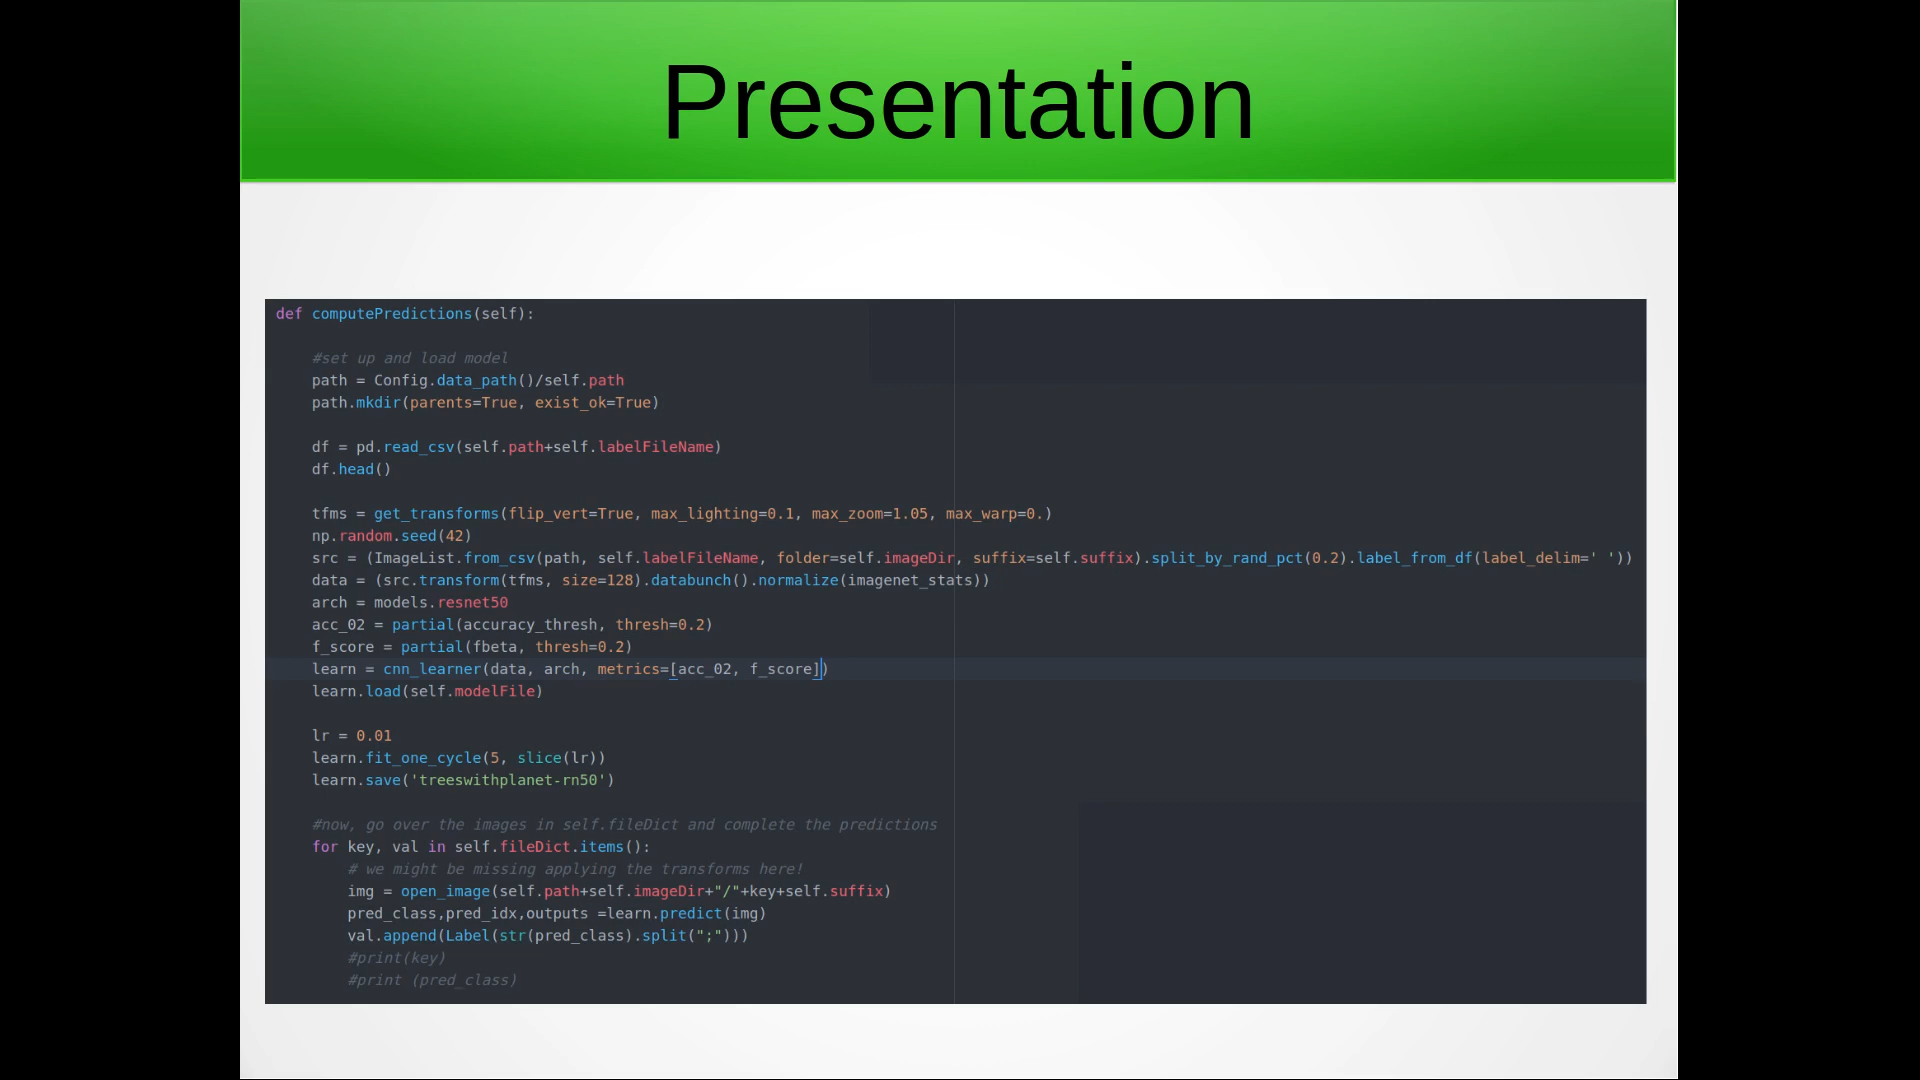 Presentation
def computePredictions(self):
#set up and load model
path = Config.data_path()/self.path
path.mkdir(parents=True, exist_ok=True)
df = pd.read_csv(self.path+self.labelFileName)
df.head()
tfms = get_transforms(flip_vert=True, max_lighting=0.1, max_zoom=1.05, max_warp=0.)
np.random.seed(42)
src = (ImageList.from_csv(path, self.labelFileName, folder=self.imageDir, suffix=self.suffix).split_by_rand_pct(0.2).label_from_df(label_delim=' '))
data = (src.transform(tfms, size=128).databunch().normalize(imagenet_stats))
arch = models.resnet50
acc_02 = partial(accuracy_thresh, thresh=0.2)
f_score = partial(fbeta, thresh=0.2)
learn = cnn_learner(data, arch, metrics=[acc_02, f_score])
learn.load(self.modelFile)
lr = 0.01
learn.fit_one_cycle(5, slice(lr))
learn.save('treeswithplanet-rn50')
#now, go over the images in self.fileDict and complete the predictions
for key, val in self.fileDict.items():
# we might be missing applying the transforms here!
img = open_image(self.path+self.imageDir+"/"+key+self.suffix)
pred_class,pred_idx,outputs =learn.predict(img)
val.append(Label(str(pred_class).split(";")))
#print(key)
#print (pred_class)